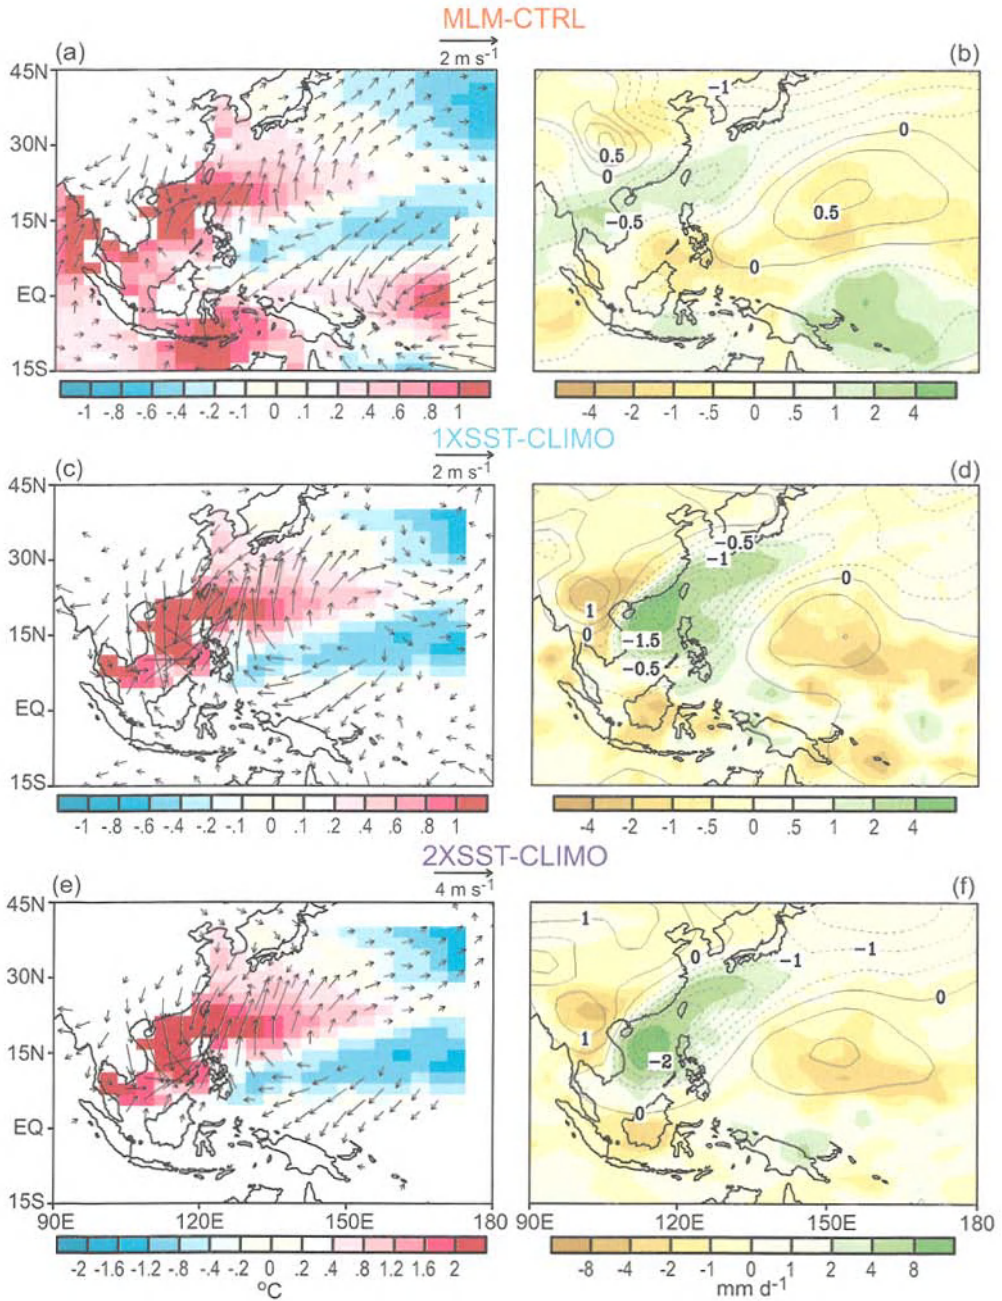 MLM-CTRL
(a)
2 m s-1
(b)
45N
30N
15N
EQ
15S
-1
0
0.5
0
-0.5
0.5
0
-1 -.8 -.6 -.4 -.2 -.1 0 .1 .2 .4 .6 .8 1
-4 -2 -1 -.5 0 .5 1 2 4
1XSST-CLIMO
(c)
2 m s-1
(d)
45N
30N
15N
EQ
15S
-0.5
-1
0
1
0
-1.5
-0.5
-1 -.8 -.6 -.4 -.2 -.1 0 .1 .2 .4 .6 .8 1
-4 -2 -1 -.5 0 .5 1 2 4
2XSST-CLIMO
(e)
4 m s-1
(f)
45N
30N
15N
EQ
15S
90E 120E 150E 180
1
-1
0
-1
0
1
-2
0
90E 120E 150E 180
-2 -1.6 -1.2 -.8 -.4 -.2 0 .2 .4 .8 1.2 1.6 2
°C
-8 -4 -2 -1 0 1 2 4 8
mm d-1